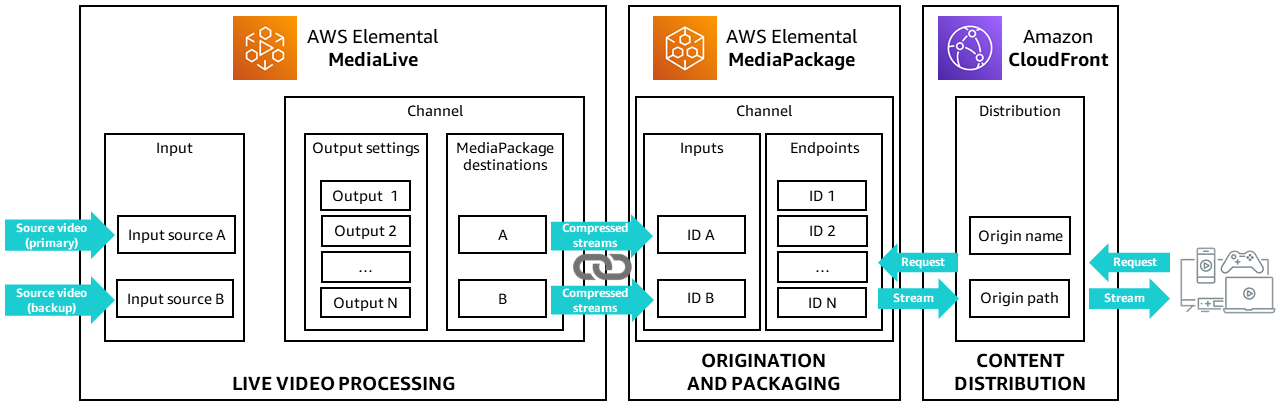 AWS Elemental
MediaLive
Channel
Input
Output settings
MediaPackage
destinations
Source video
(primary)
Input source A
Source video
(backup)
Input source B
Output 1
Output 2
...
Output N
A
B
Compressed
streams
Compressed
streams
LIVE VIDEO PROCESSING
AWS Elemental
MediaPackage
Channel
Inputs
Endpoints
ID A
ID B
ID 1
ID 2
...
ID N
ORIGINATION
AND PACKAGING
Request
Stream
Amazon
CloudFront
Distribution
Origin name
Origin path
CONTENT
DISTRIBUTION
Request
Stream